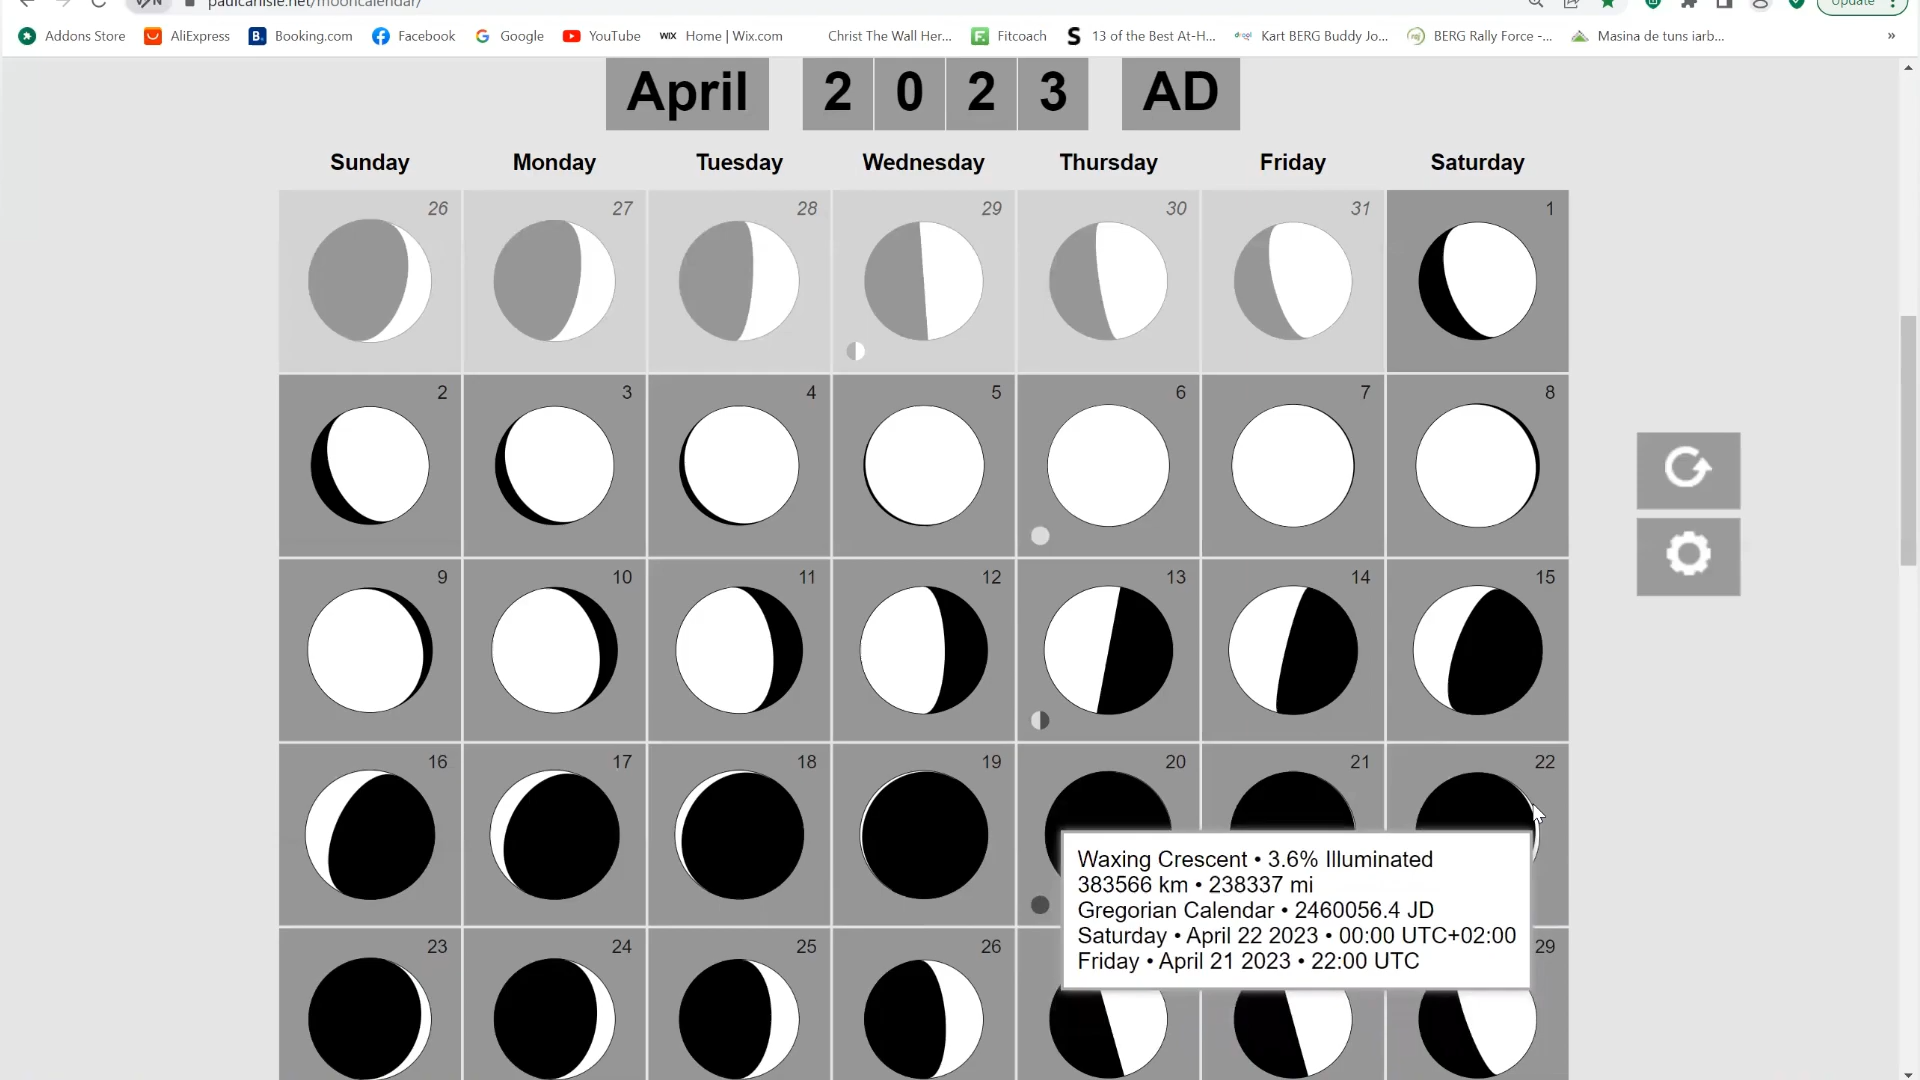 paulcarlisle.net/mooncalendar/
Update
Addons Store AliExpress Booking.com Facebook Google YouTube WIX Home | Wix.com Christ The Wall Her... Fitcoach 13 of the Best At-H... Kart BERG Buddy Jo... BERG Rally Force -... Masina de tuns iarb... »
April 2 0 2 3 AD
Sunday Monday Tuesday Wednesday Thursday Friday Saturday
26 27 28 29 30 31 1
2 3 4 5 6 7 8
9 10 11 12 13 14 15
16 17 18 19 20 21 22
Waxing Crescent • 3.6% Illuminated
383566 km • 238337 mi
Gregorian Calendar • 2460056.4 JD
Saturday • April 22 2023 • 00:00 UTC+02:00
Friday • April 21 2023 • 22:00 UTC
23 24 25 26 29